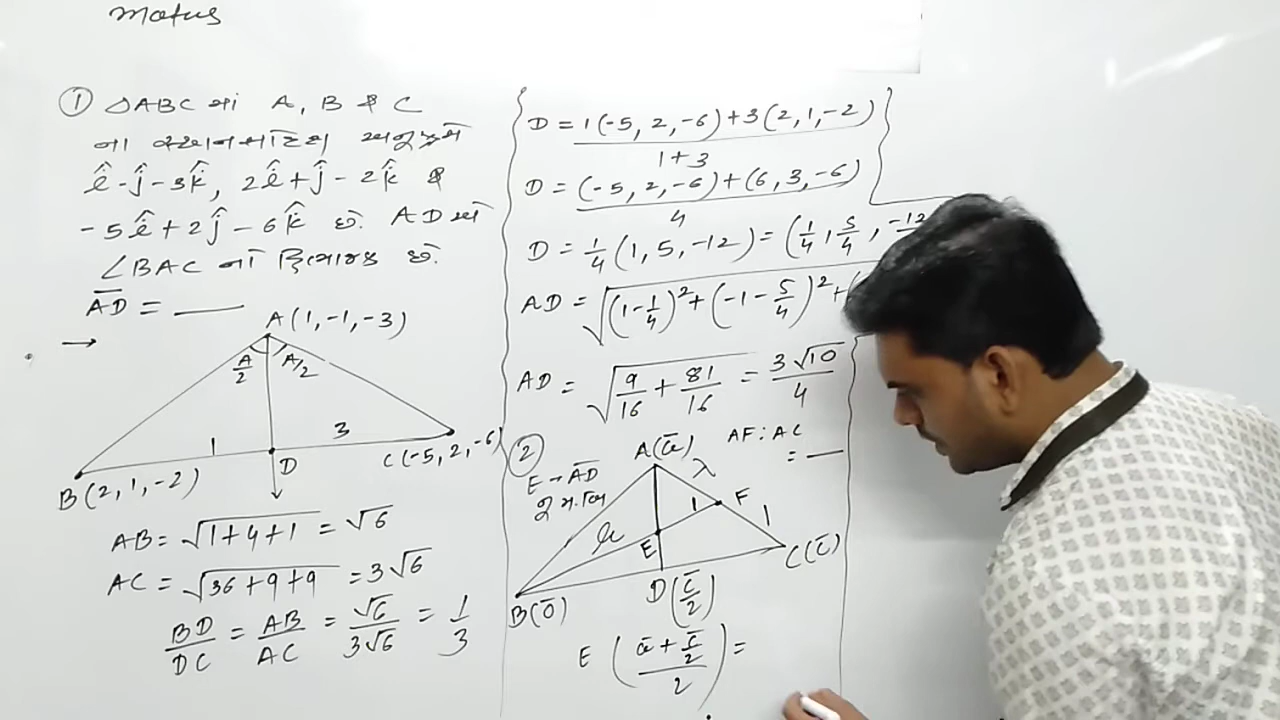 Maths
① △ABC માં A, B & C
ના સ્થાનસદિશ અનુક્રમે
î - ĵ - 3k̂, 2î + ĵ - 2k̂ &
-5î + 2ĵ - 6k̂ છે. AD એ
∠BAC નો દ્વિભાજક છે.
A̅D̅ = ___
→
A(1, -1, -3)
A/2 A/2
1 3
B(2, 1, -2) D C(-5, 2, -6)
AB = √(1+4+1) = √6
AC = √(36+9+9) = 3√6
BD/DC = AB/AC = √6/3√6 = 1/3
D = (1(-5, 2, -6) + 3(2, 1, -2))/(1+3)
D = ((-5, 2, -6) + (6, 3, -6))/4
D = 1/4 (1, 5, -12) = (1/4, 5/4, -12
AD = √((1 - 1/4)² + (-1 - 5/4)² + (
AD = √(9/16 + 81/16) = 3√10/4
②
E → A̅D̅
નું મ.બિંદુ
AF : AC
= ___
A(a̅)
λ
F
1
1
μ
E
C(c̅)
D(c̅/2)
B(0̅)
E ((a̅ + c̅/2)/2) =